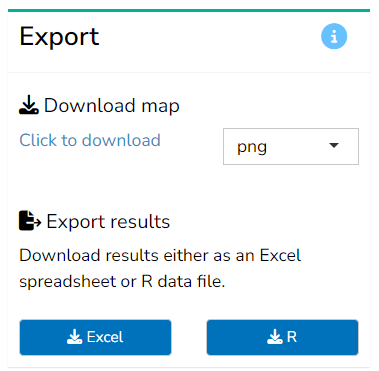 Export
Download map
Click to download
png
Export results
Download results either as an Excel
spreadsheet or R data file.
Excel
R